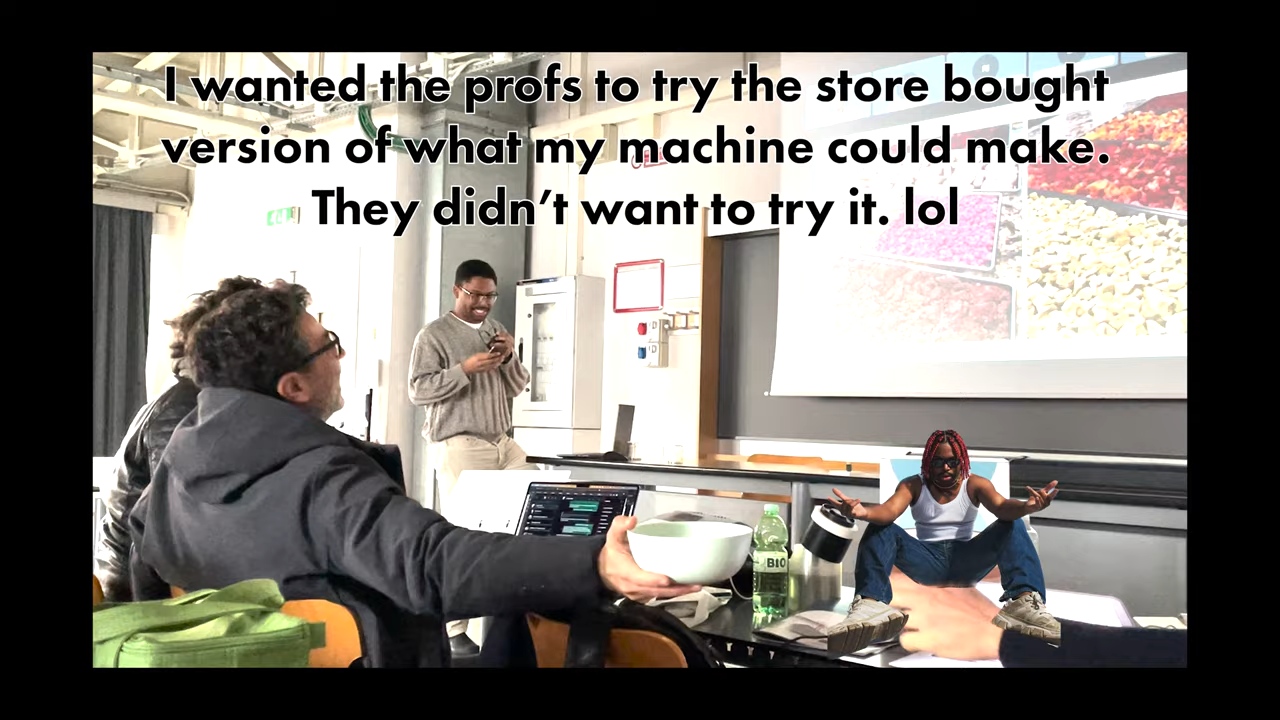 I wanted the profs to try the store bought
version of what my machine could make.
They didn’t want to try it. lol
BIO